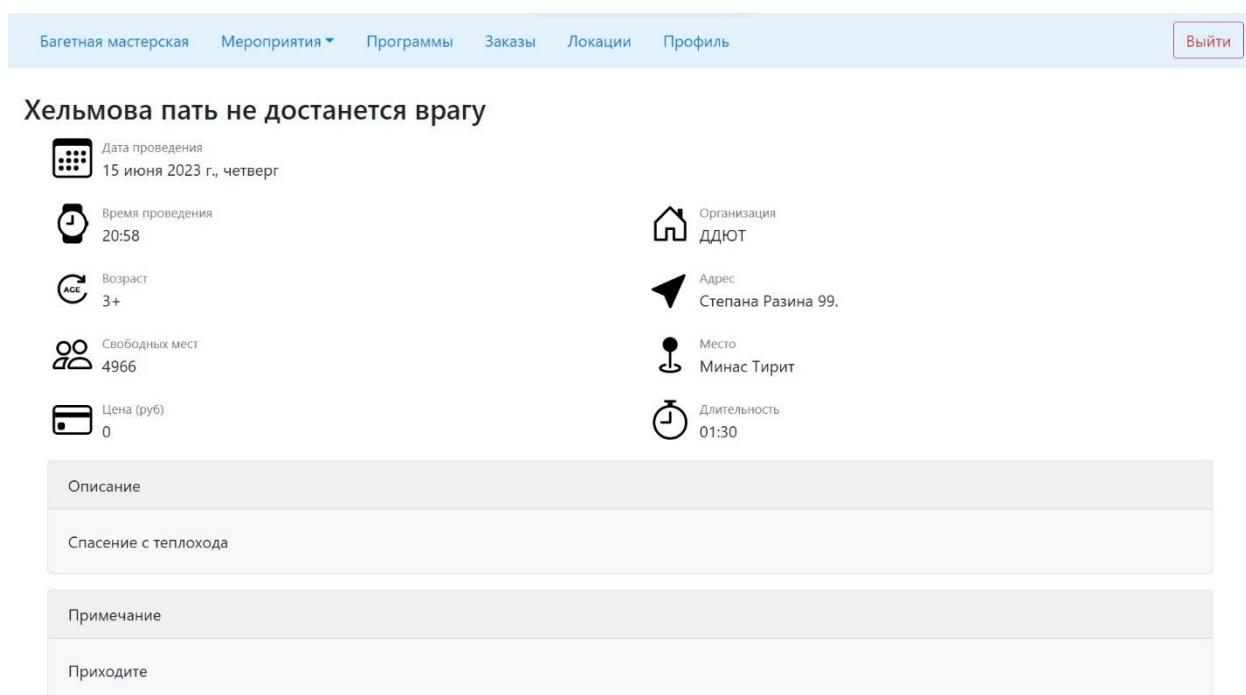 Багетная мастерская Мероприятия Программы Заказы Локации Профиль Выйти
Хельмова пать не достанется врагу
Дата проведения
15 июня 2023 г., четверг
Время проведения
20:58
Организация
ДДЮТ
AGE
Возраст
3+
Адрес
Степана Разина 99.
Свободных мест
4966
Место
Минас Тирит
Цена (руб)
0
Длительность
01:30
Описание
Спасение с теплохода
Примечание
Приходите